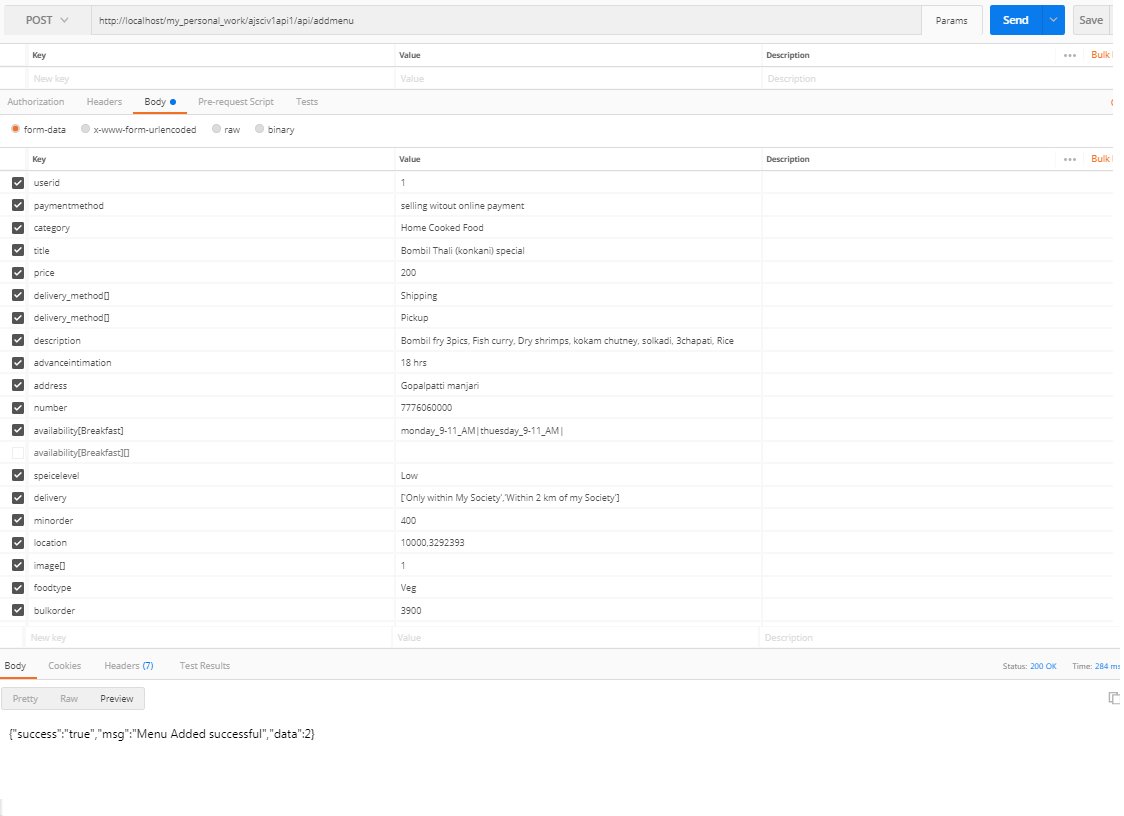 POST http://localhost/my_personal_work/ajsciv1api1/api/addmenu Params Send Save
Key Value Description ••• Bulk
New key Value Description
Authorization Headers Body Pre-request Script Tests
form-data x-www-form-urlencoded raw binary
Key Value Description ••• Bulk
userid 1
paymentmethod selling witout online payment
category Home Cooked Food
title Bombil Thali (konkani) special
price 200
delivery_method[] Shipping
delivery_method[] Pickup
description Bombil fry 3pics, Fish curry, Dry shrimps, kokam chutney, solkadi, 3chapati, Rice
advanceintimation 18 hrs
address Gopalpatti manjari
number 7776060000
availability[Breakfast] monday_9-11_AM|thuesday_9-11_AM|
availability[Breakfast][]
speicelevel Low
delivery ['Only within My Society','Within 2 km of my Society']
minorder 400
location 10000,3292393
image[] 1
foodtype Veg
bulkorder 3900
New key Value Description
Body Cookies Headers (7) Test Results Status: 200 OK Time: 284 ms
Pretty Raw Preview
{"success":"true","msg":"Menu Added successful","data":2}